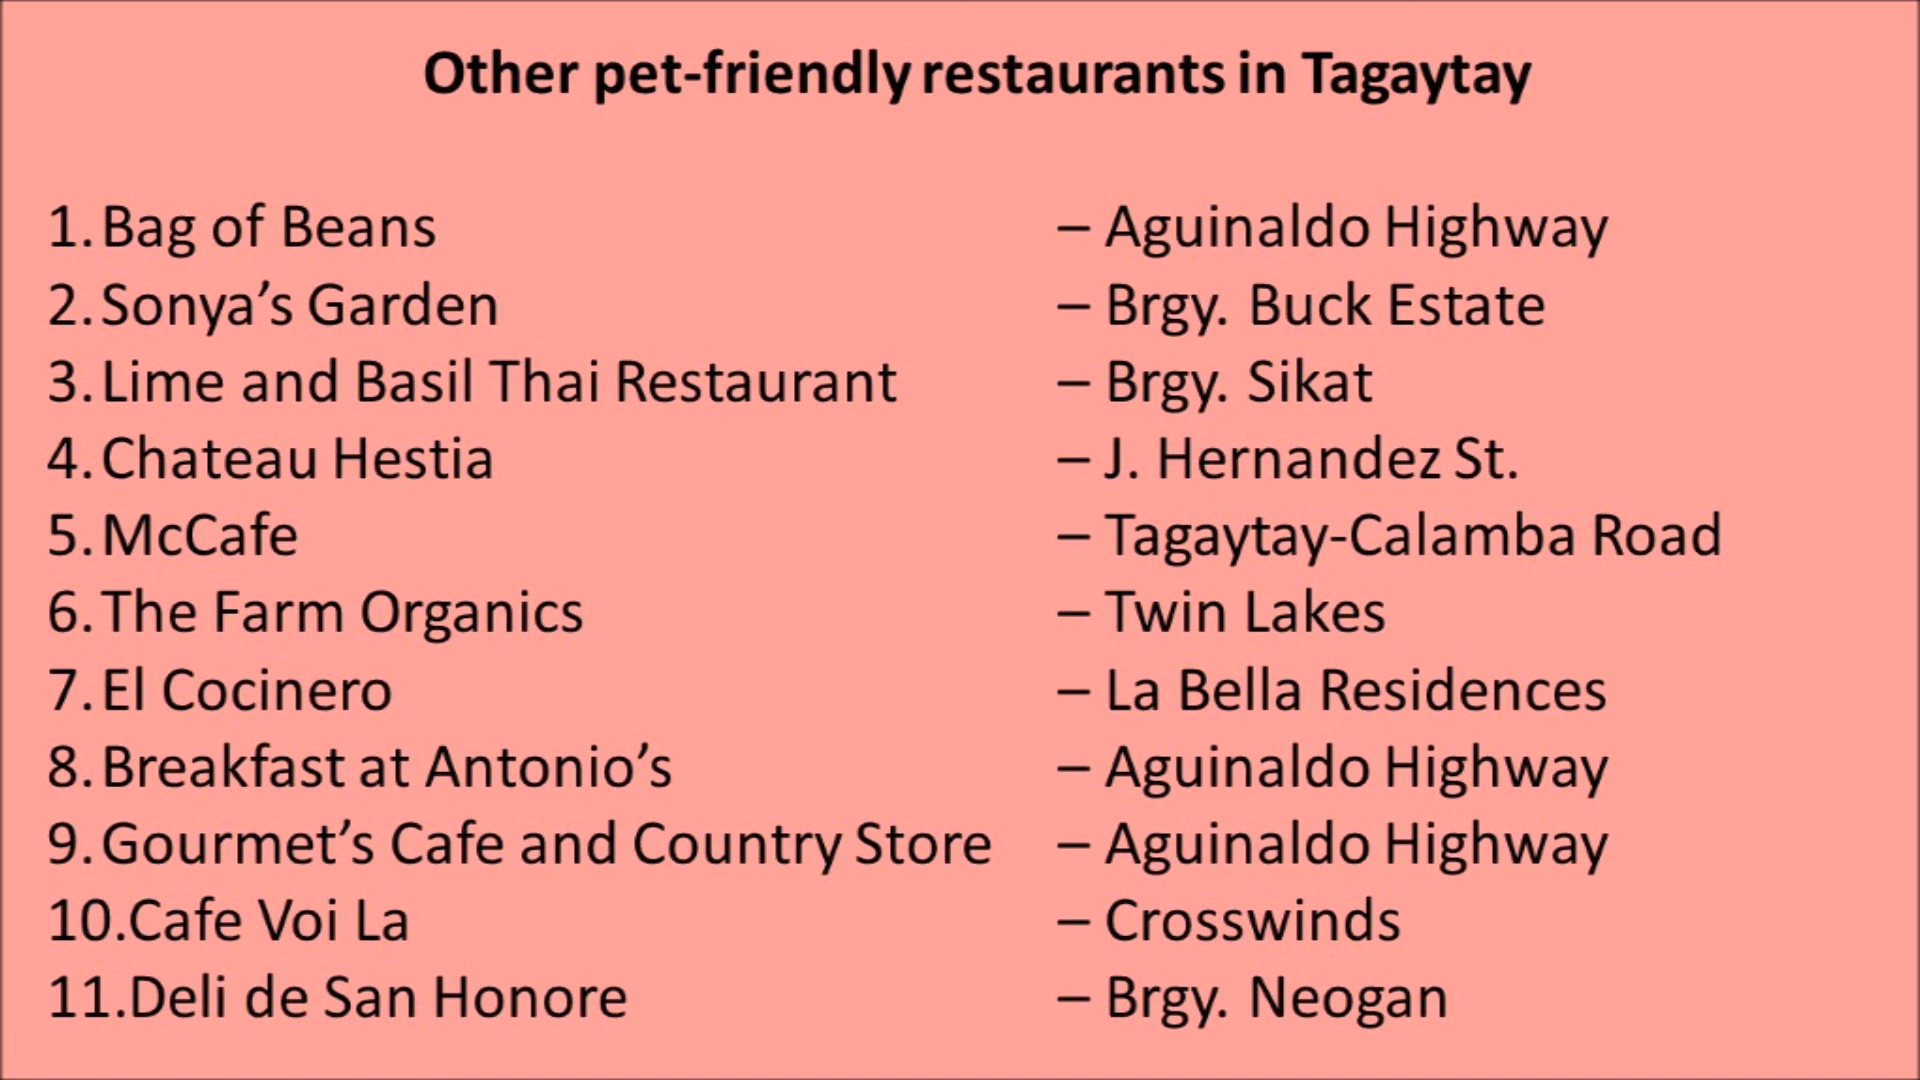 Other pet-friendly restaurants in Tagaytay
1. Bag of Beans – Aguinaldo Highway
2. Sonya’s Garden – Brgy. Buck Estate
3. Lime and Basil Thai Restaurant – Brgy. Sikat
4. Chateau Hestia – J. Hernandez St.
5. McCafe – Tagaytay-Calamba Road
6. The Farm Organics – Twin Lakes
7. El Cocinero – La Bella Residences
8. Breakfast at Antonio’s – Aguinaldo Highway
9. Gourmet’s Cafe and Country Store – Aguinaldo Highway
10.Cafe Voi La – Crosswinds
11.Deli de San Honore – Brgy. Neogan